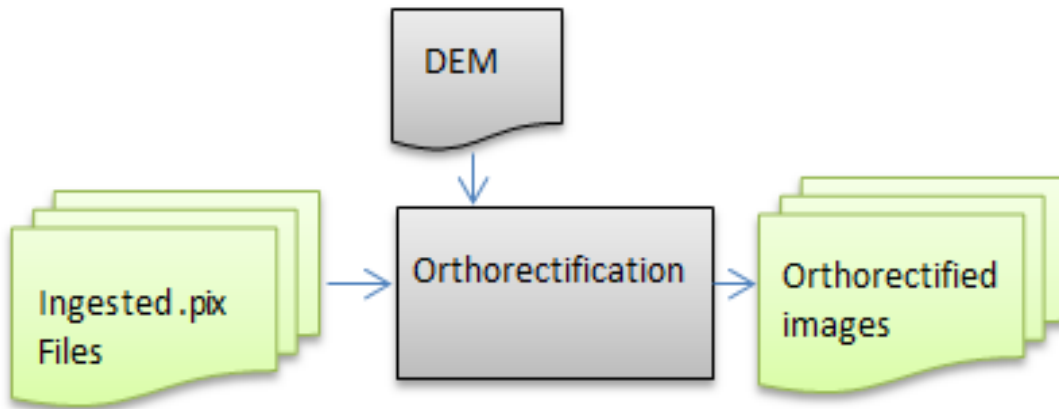 DEM
Ingested .pix
Files
Orthorectification
Orthorectified
images